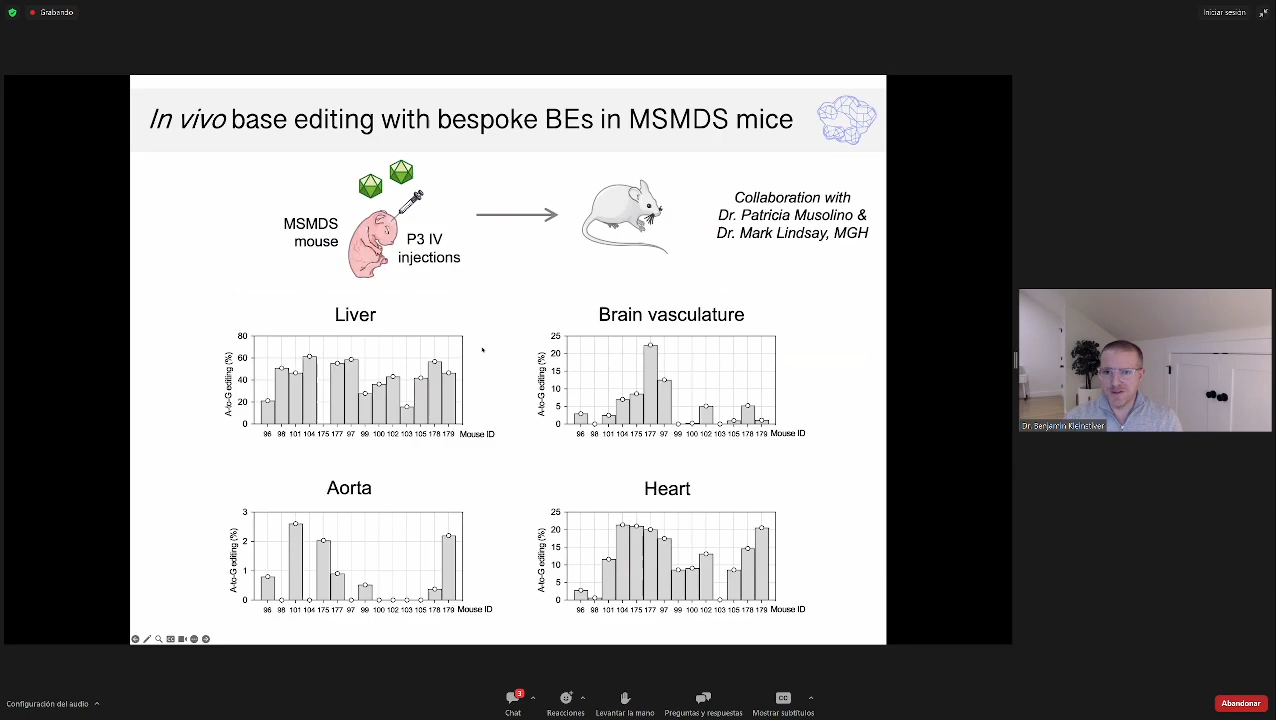 Grabando
Iniciar sesión
In vivo base editing with bespoke BEs in MSMDS mice
MSMDS
mouse
P3 IV
injections
Collaboration with
Dr. Patricia Musolino &
Dr. Mark Lindsay, MGH
Liver
A-to-G editing (%)
80
60
40
20
0
96 98 101 104 175 177 97 99 100 102 103 105 178 179 Mouse ID
Brain vasculature
A-to-G editing (%)
25
20
15
10
5
0
96 98 101 104 175 177 97 99 100 102 103 105 178 179 Mouse ID
Aorta
A-to-G editing (%)
3
2
1
0
96 98 101 104 175 177 97 99 100 102 103 105 178 179 Mouse ID
Heart
A-to-G editing (%)
25
20
15
10
5
0
96 98 101 104 175 177 97 99 100 102 103 105 178 179 Mouse ID
Dr. Benjamin Kleinstiver
Configuración del audio
3
Chat
Reacciones
Levantar la mano
Preguntas y respuestas
CC
Mostrar subtítulos
Abandonar